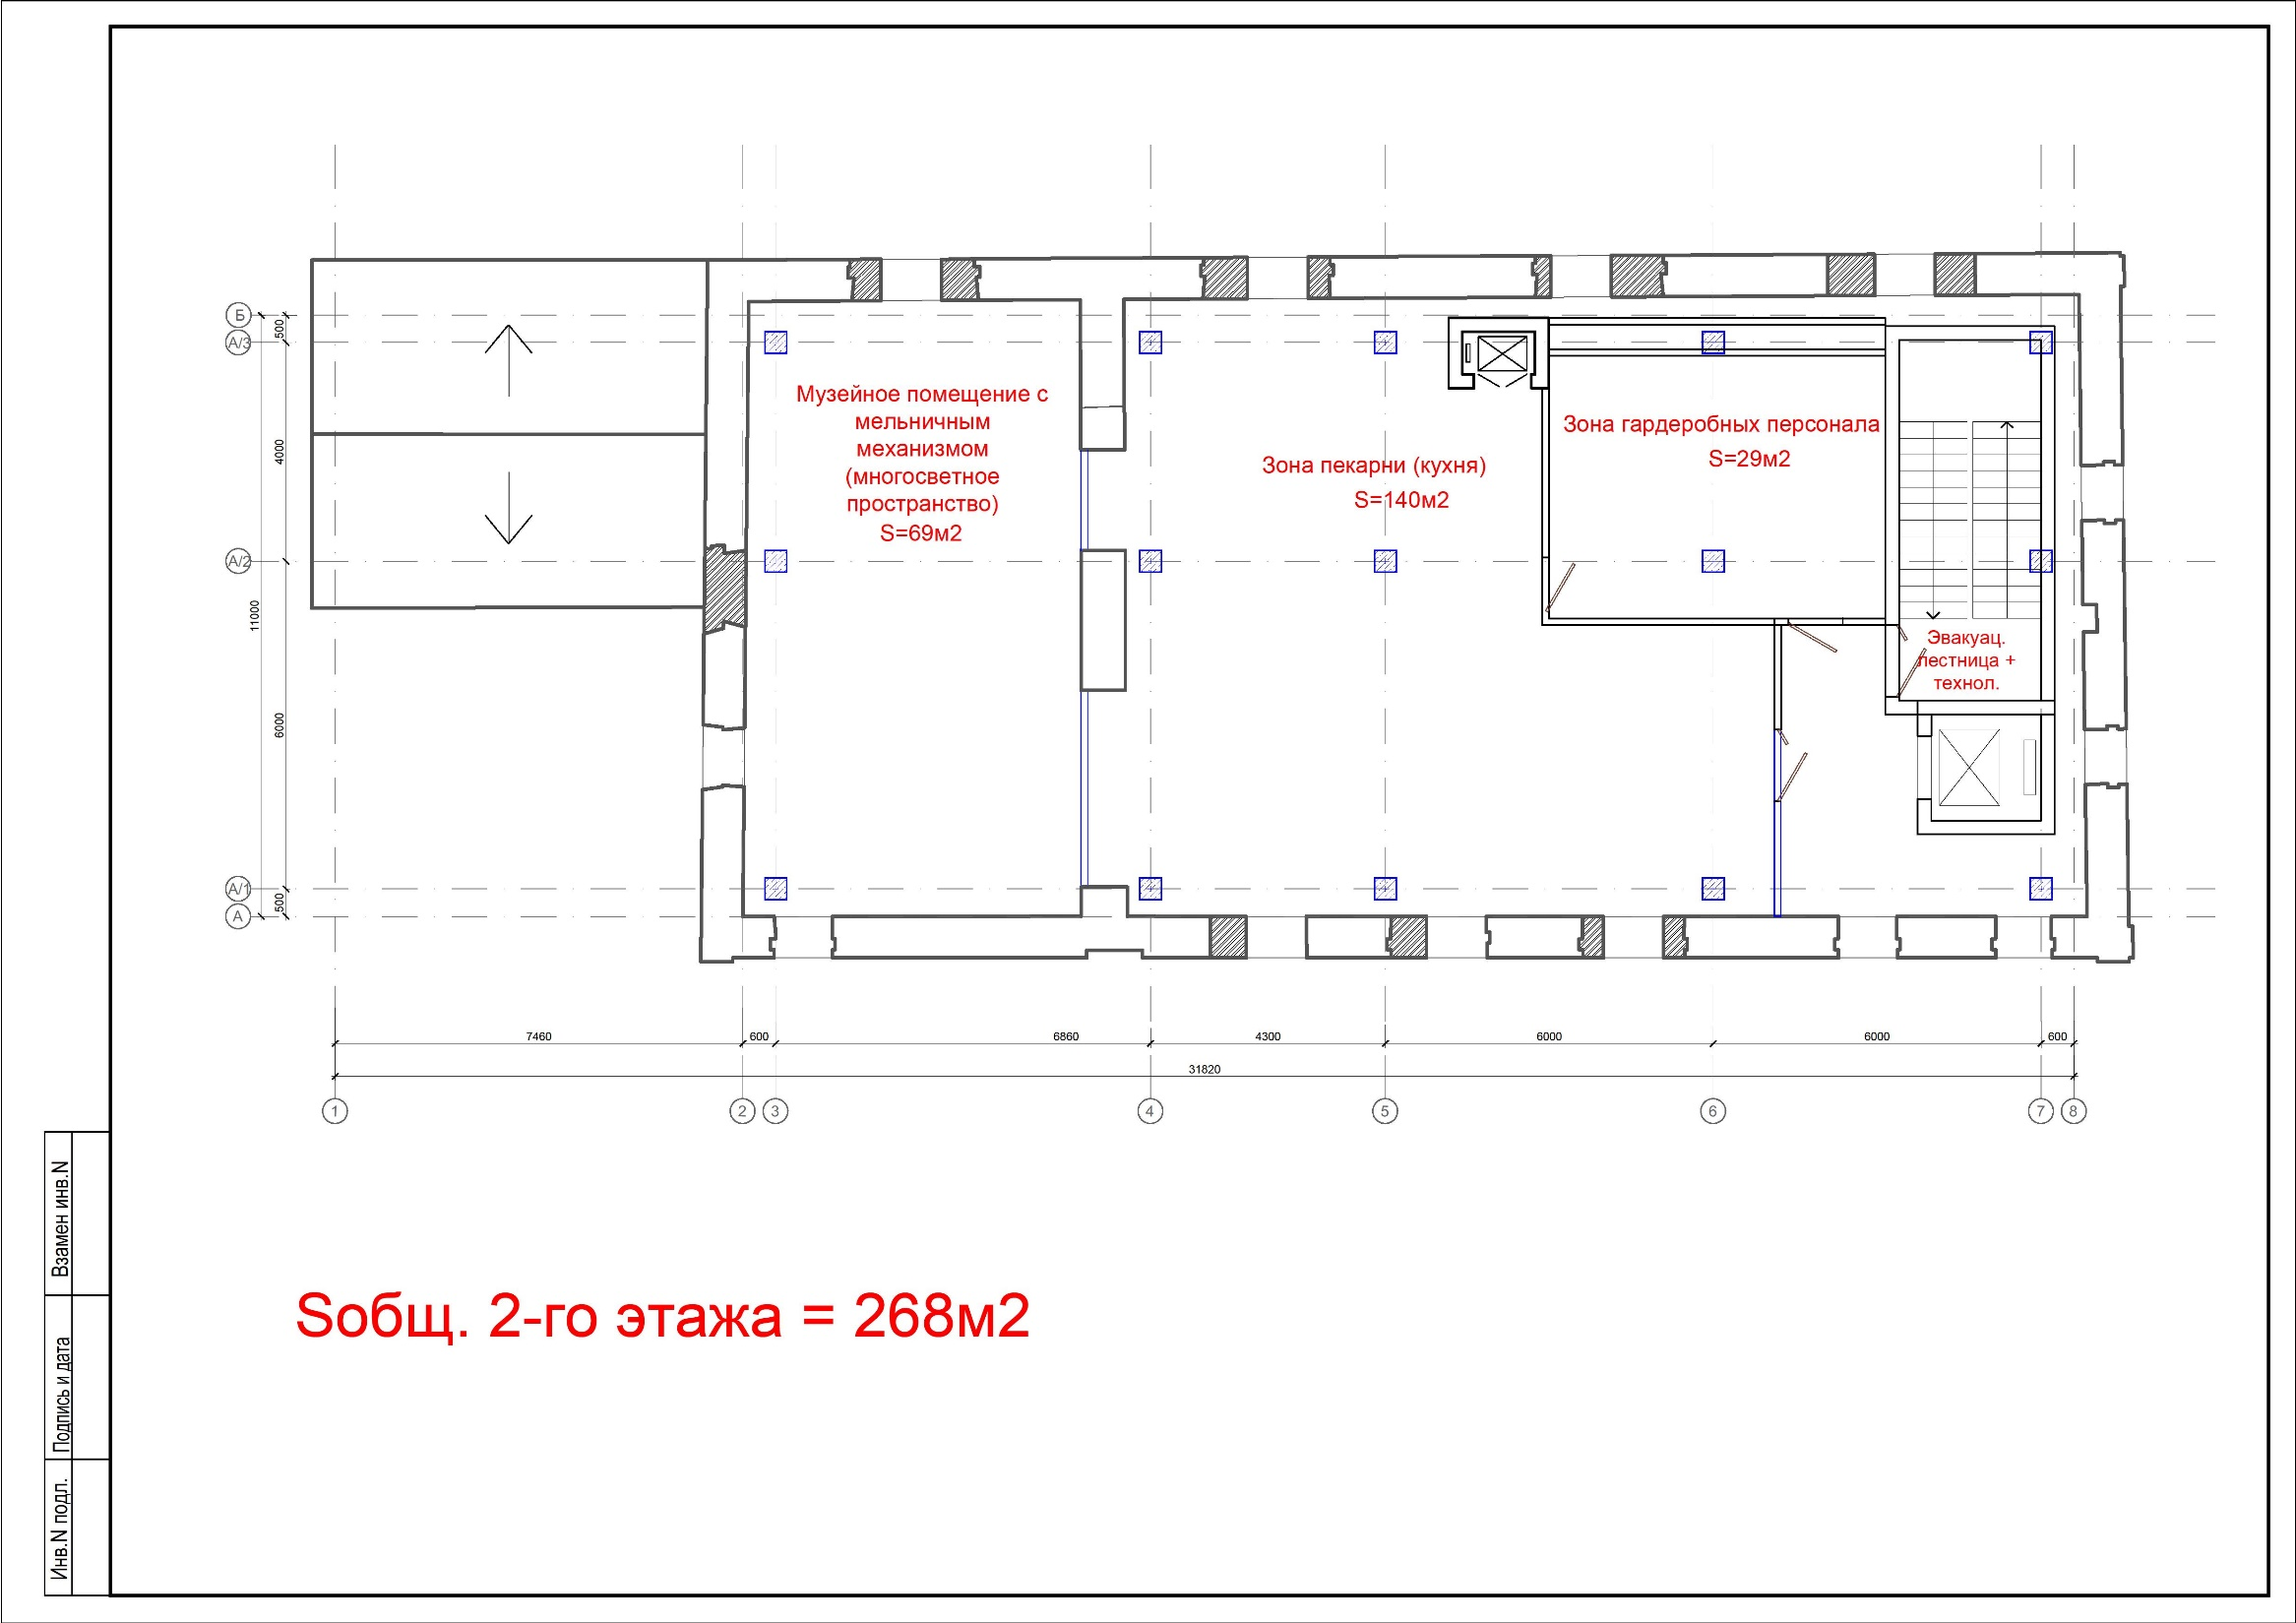 Б
А/3
А/2
А/1
А
500
4000
11000
6000
500
Музейное помещение с
мельничным
механизмом
(многосветное
пространство)
S=69м2
Зона пекарни (кухня)
S=140м2
Зона гардеробных персонала
S=29м2
Эвакуац.
лестница +
технол.
7460
600
6860
4300
6000
6000
600
31820
1
2
3
4
5
6
7
8
Взамен инв.N
Подпись и дата
Инв.N подл.
Sобщ. 2-го этажа = 268м2